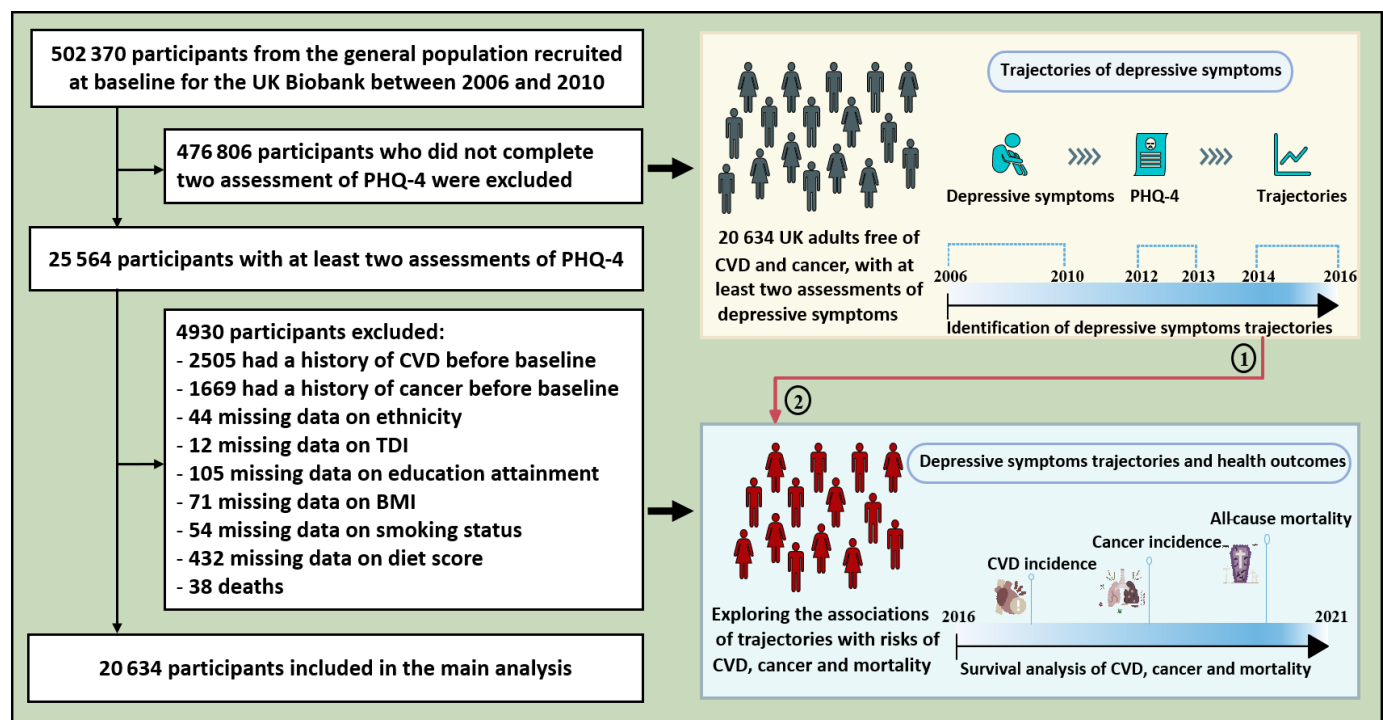 502 370 participants from the general population recruited
at baseline for the UK Biobank between 2006 and 2010
476 806 participants who did not complete
two assessment of PHQ-4 were excluded
25 564 participants with at least two assessments of PHQ-4
4930 participants excluded:
- 2505 had a history of CVD before baseline
- 1669 had a history of cancer before baseline
- 44 missing data on ethnicity
- 12 missing data on TDI
- 105 missing data on education attainment
- 71 missing data on BMI
- 54 missing data on smoking status
- 432 missing data on diet score
- 38 deaths
20 634 participants included in the main analysis
Trajectories of depressive symptoms
Depressive symptoms
PHQ-4
Trajectories
20 634 UK adults free of
CVD and cancer, with at
least two assessments of
depressive symptoms
2006
2010
2012
2013
2014
2016
Identification of depressive symptoms trajectories
1
2
Depressive symptoms trajectories and health outcomes
All-cause mortality
Cancer incidence
CVD incidence
Exploring the associations
of trajectories with risks of
CVD, cancer and mortality
2016
2021
Survival analysis of CVD, cancer and mortality